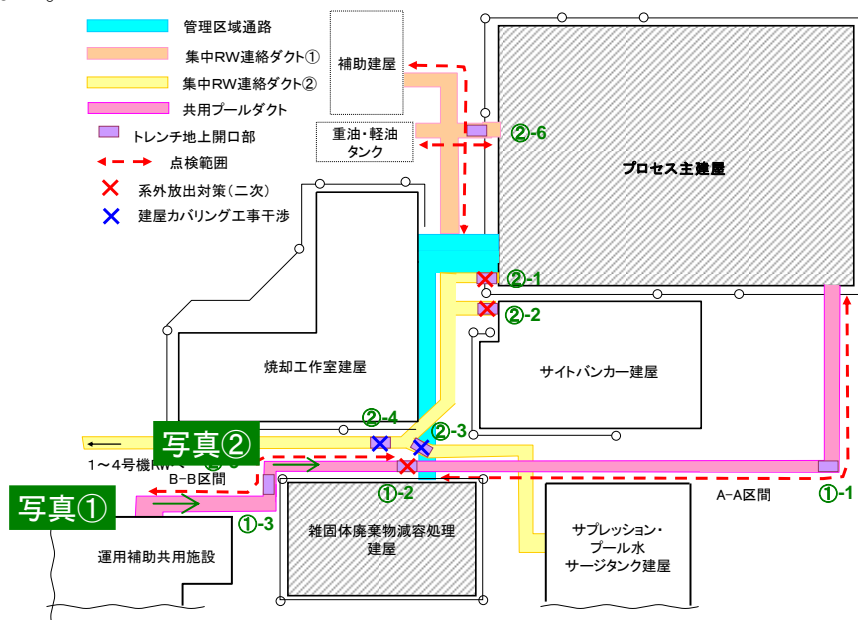 管理区域通路
集中RW連絡ダクト①
集中RW連絡ダクト②
共用プールダクト
トレンチ地上開口部
点検範囲
系外放出対策(二次)
建屋カバリング工事干渉
補助建屋
重油・軽油
タンク
②-6
プロセス主建屋
②-1
②-2
焼却工作室建屋
サイトバンカー建屋
②-4
②-3
写真②
1~4号機RWへ
B-B区間
①-2
A-A区間
①-1
写真①
①-3
運用補助共用施設
雑固体廃棄物減容処理
建屋
サプレッション・
プール水
サージタンク建屋